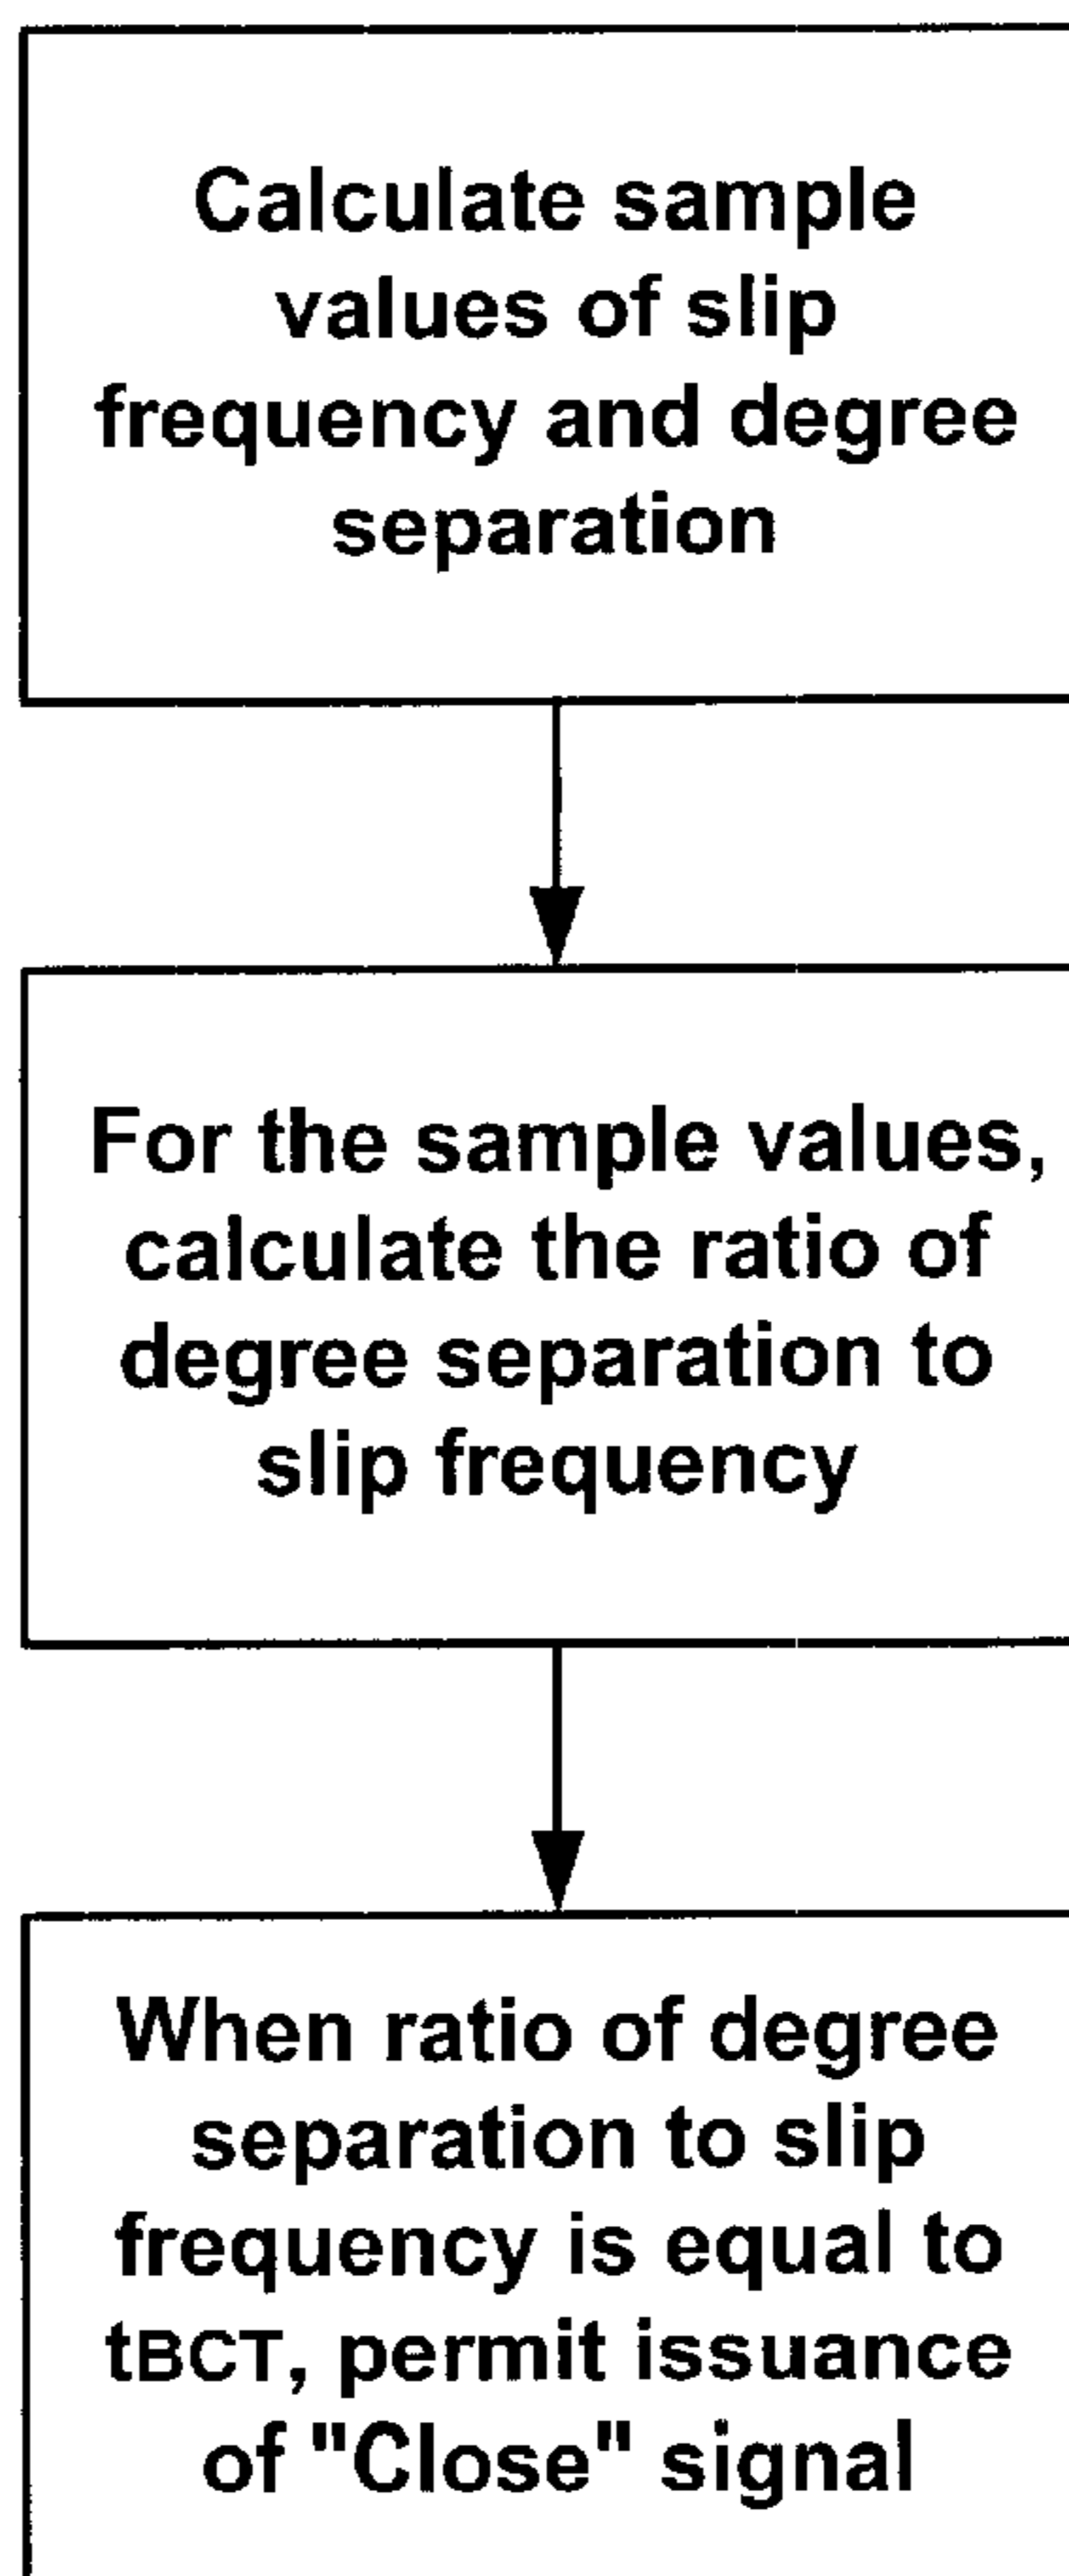 Calculate sample
values of slip
frequency and degree
separation
For the sample values,
calculate the ratio of
degree separation to
slip frequency
When ratio of degree
separation to slip
frequency is equal to
tBCT, permit issuance
of "Close" signal